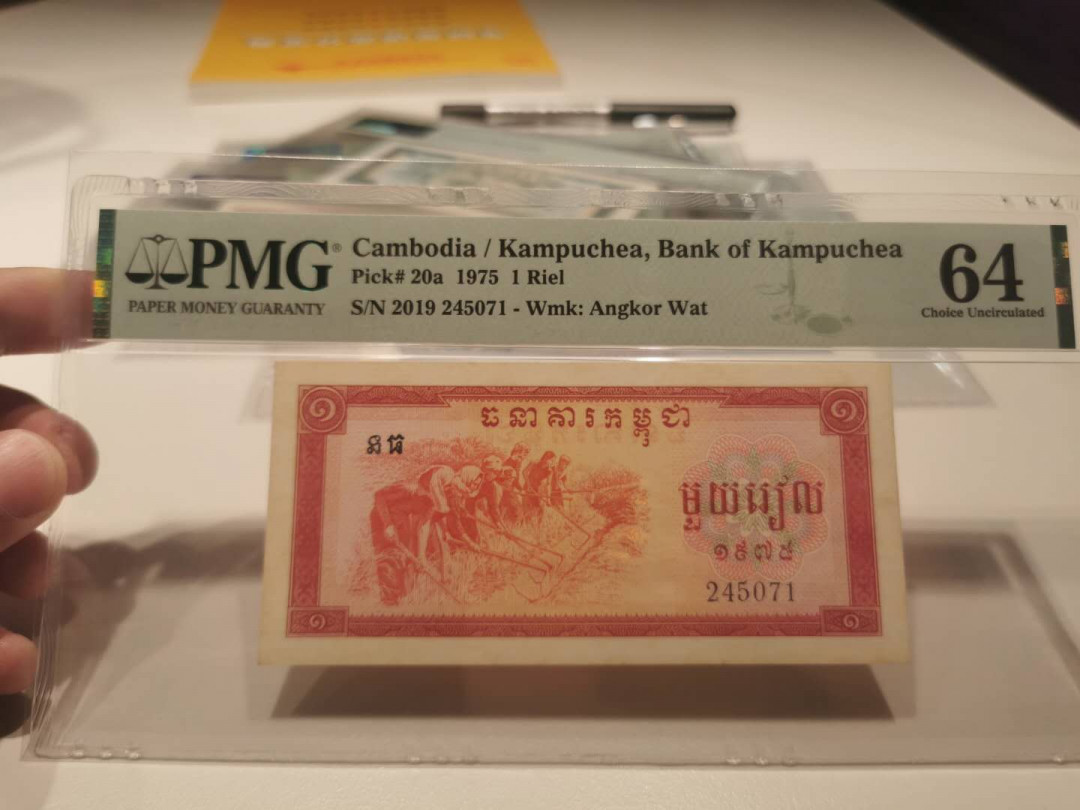 PMG®
PAPER MONEY GUARANTY
Cambodia / Kampuchea, Bank of Kampuchea
Pick# 20a 1975 1 Riel
S/N 2019 245071 - Wmk: Angkor Wat
64
Choice Uncirculated
១ ១
ធនាគារកម្ពុជា
នធ
មួយរៀល
១៩៧៥
245071
១ ១